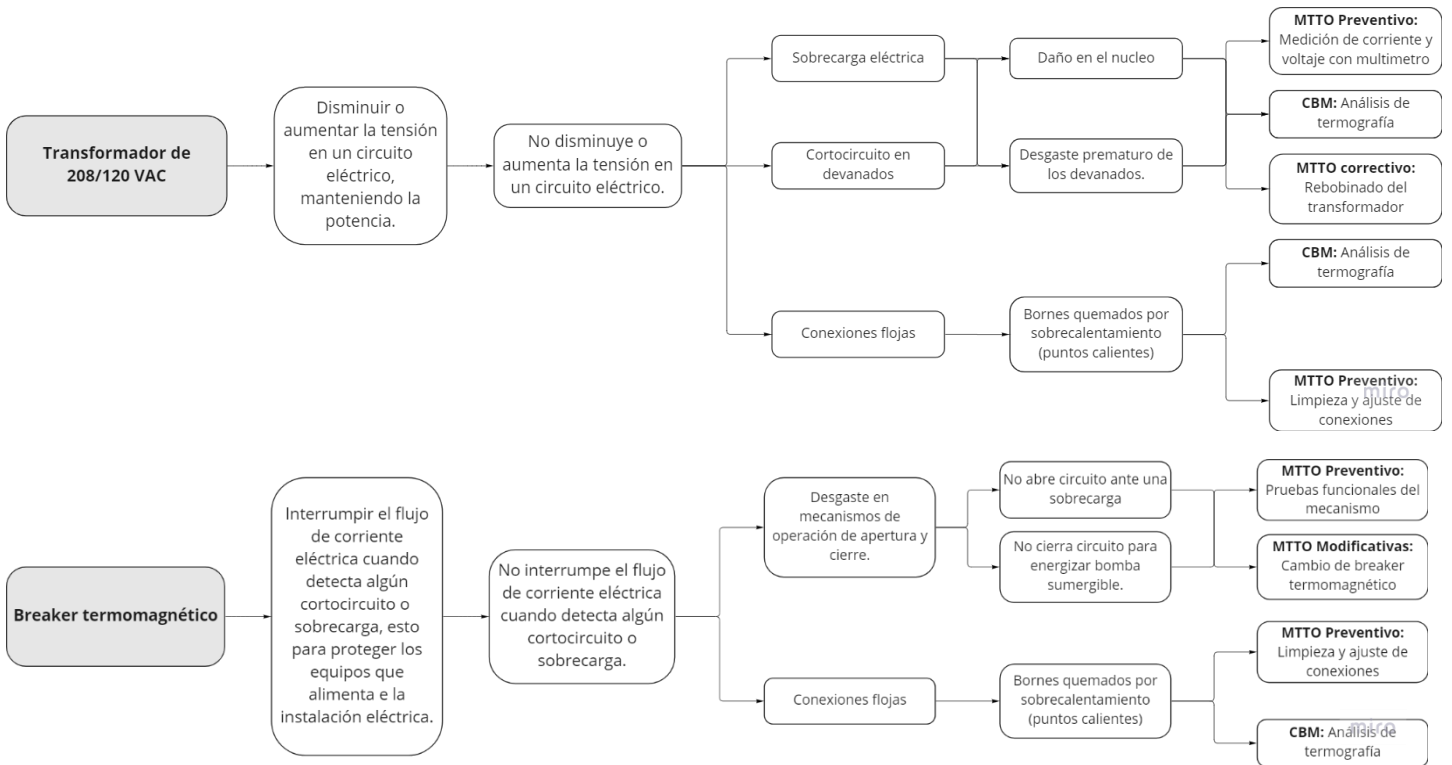 Transformador de
208/120 VAC
Disminuir o
aumentar la tensión
en un circuito
eléctrico,
manteniendo la
potencia.
No disminuye o
aumenta la tensión en
un circuito eléctrico.
Sobrecarga eléctrica
Cortocircuito en
devanados
Conexiones flojas
Daño en el nucleo
Desgaste prematuro de
los devanados.
Bornes quemados por
sobrecalentamiento
(puntos calientes)
MTTO Preventivo:
Medición de corriente y
voltaje con multimetro
CBM: Análisis de
termografía
MTTO correctivo:
Rebobinado del
transformador
CBM: Análisis de
termografía
MTTO Preventivo:
Limpieza y ajuste de
conexiones
miro
Breaker termomagnético
Interrumpir el flujo
de corriente
eléctrica cuando
detecta algún
cortocircuito o
sobrecarga, esto
para proteger los
equipos que
alimenta e la
instalación eléctrica.
No interrumpe el flujo
de corriente eléctrica
cuando detecta algún
cortocircuito o
sobrecarga.
Desgaste en
mecanismos de
operación de apertura y
cierre.
Conexiones flojas
No abre circuito ante una
sobrecarga
No cierra circuito para
energizar bomba
sumergible.
Bornes quemados por
sobrecalentamiento
(puntos calientes)
MTTO Preventivo:
Pruebas funcionales del
mecanismo
MTTO Modificativas:
Cambio de breaker
termomagnético
MTTO Preventivo:
Limpieza y ajuste de
conexiones
CBM: Análisis de
termografía
miro